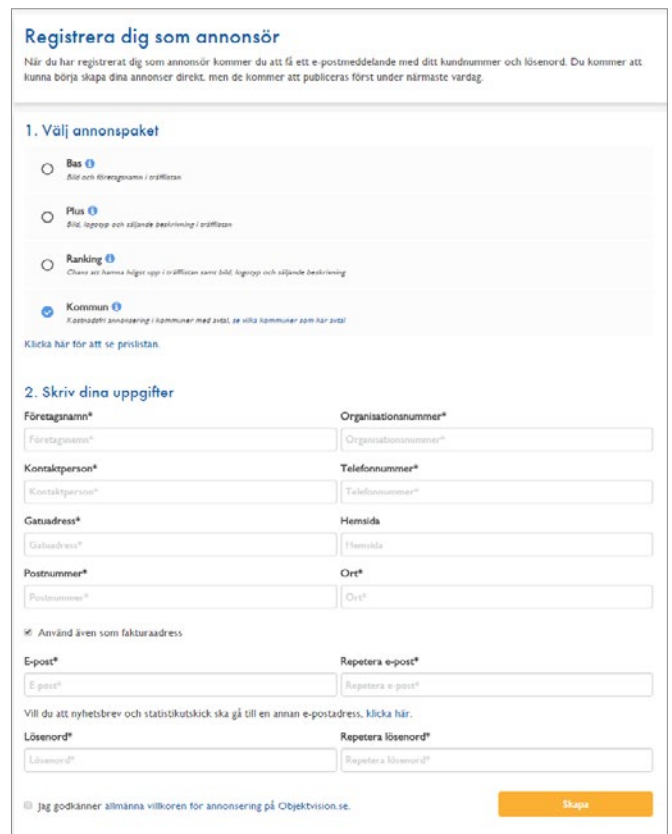 Registrera dig som annonsör
När du har registrerat dig som annonsör kommer du att få ett e-postmeddelande med ditt kundnummer och lösenord. Du kommer att
kunna börja skapa dina annonser direkt, men de kommer att publiceras först under närmaste vardag.
1. Välj annonspaket
Bas
Bild och företagsnamn i träfflistan
Plus
Bild, logotyp och säljande beskrivning i träfflistan
Ranking
Chans att hamna högst upp i träfflistan samt bild, logotyp och säljande beskrivning
Kommun
Kostnadsfri annonsering i kommuner med avtal, se vilka kommuner som har avtal
Klicka här för att se prislistan.
2. Skriv dina uppgifter
Företagsnamn* Organisationsnummer*
Företagsnamn* Organisationsnummer*
Kontaktperson* Telefonnummer*
Kontaktperson* Telefonnummer*
Gatuadress* Hemsida
Gatuadress* Hemsida
Postnummer* Ort*
Postnummer* Ort*
Använd även som fakturaadress
E-post* Repetera e-post*
E-post* Repetera e-post*
Vill du att nyhetsbrev och statistikutskick ska gå till en annan e-postadress, klicka här.
Lösenord* Repetera lösenord*
Lösenord* Repetera lösenord*
Jag godkänner allmänna villkoren för annonsering på Objektvision.se. Skapa